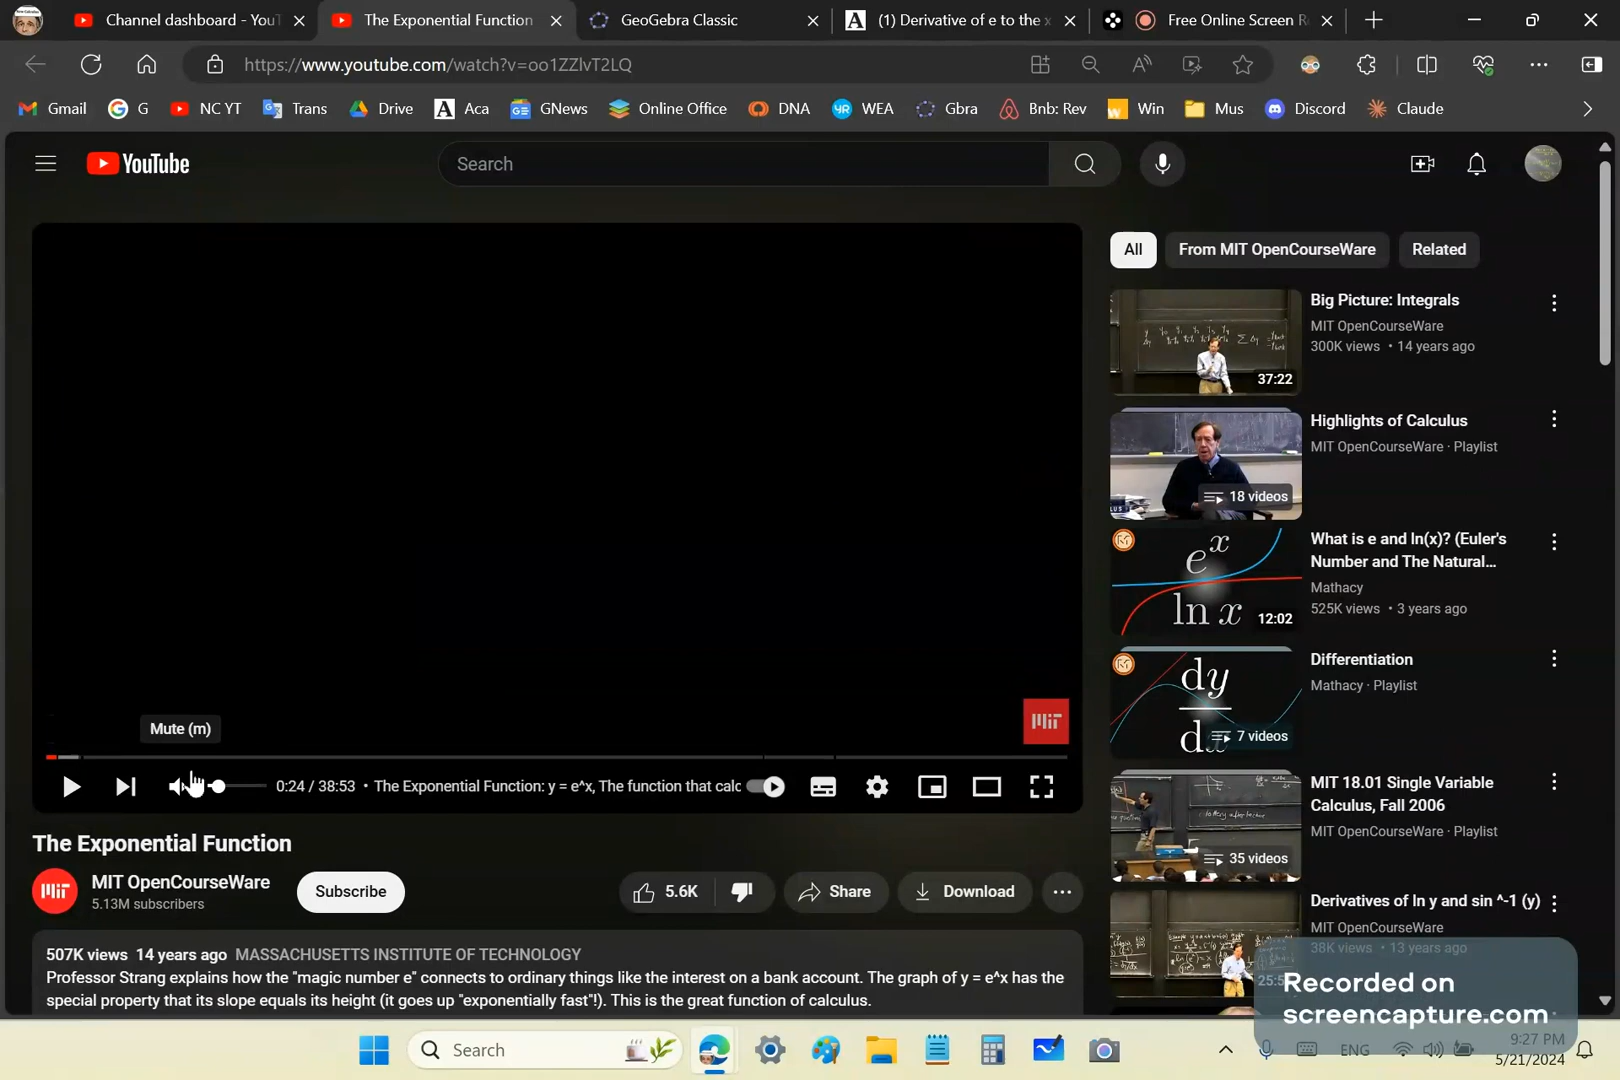 Channel dashboard - YouT
The Exponential Function
GeoGebra Classic
A (1) Derivative of e to the x
Free Online Screen R
https://www.youtube.com/watch?v=oo1ZZlvT2LQ
Gmail
G
NC YT
Trans
Drive
A Aca
GNews
Online Office
DNA
WEA
Gbra
Bnb: Rev
Win
Mus
Discord
Claude
YouTube
Search
All
From MIT OpenCourseWare
Related
Big Picture: Integrals
MIT OpenCourseWare
300K views • 14 years ago
37:22
Highlights of Calculus
MIT OpenCourseWare · Playlist
18 videos
e^x
ln x
12:02
What is e and ln(x)? (Euler's
Number and The Natural...
Mathacy
525K views • 3 years ago
dy
dx
7 videos
Differentiation
Mathacy · Playlist
MIT 18.01 Single Variable
Calculus, Fall 2006
MIT OpenCourseWare · Playlist
35 videos
Derivatives of ln y and sin ^-1 (y)
MIT OpenCourseWare
38K views • 13 years ago
Mute (m)
0:24 / 38:53 • The Exponential Function: y = e^x, The function that calc
The Exponential Function
MIT OpenCourseWare
5.13M subscribers
Subscribe
5.6K
Share
Download
507K views 14 years ago MASSACHUSETTS INSTITUTE OF TECHNOLOGY
Professor Strang explains how the "magic number e" connects to ordinary things like the interest on a bank account. The graph of y = e^x has the
special property that its slope equals its height (it goes up "exponentially fast"!). This is the great function of calculus.
Recorded on
screencapture.com
Search
ENG
9:27 PM
5/21/2024